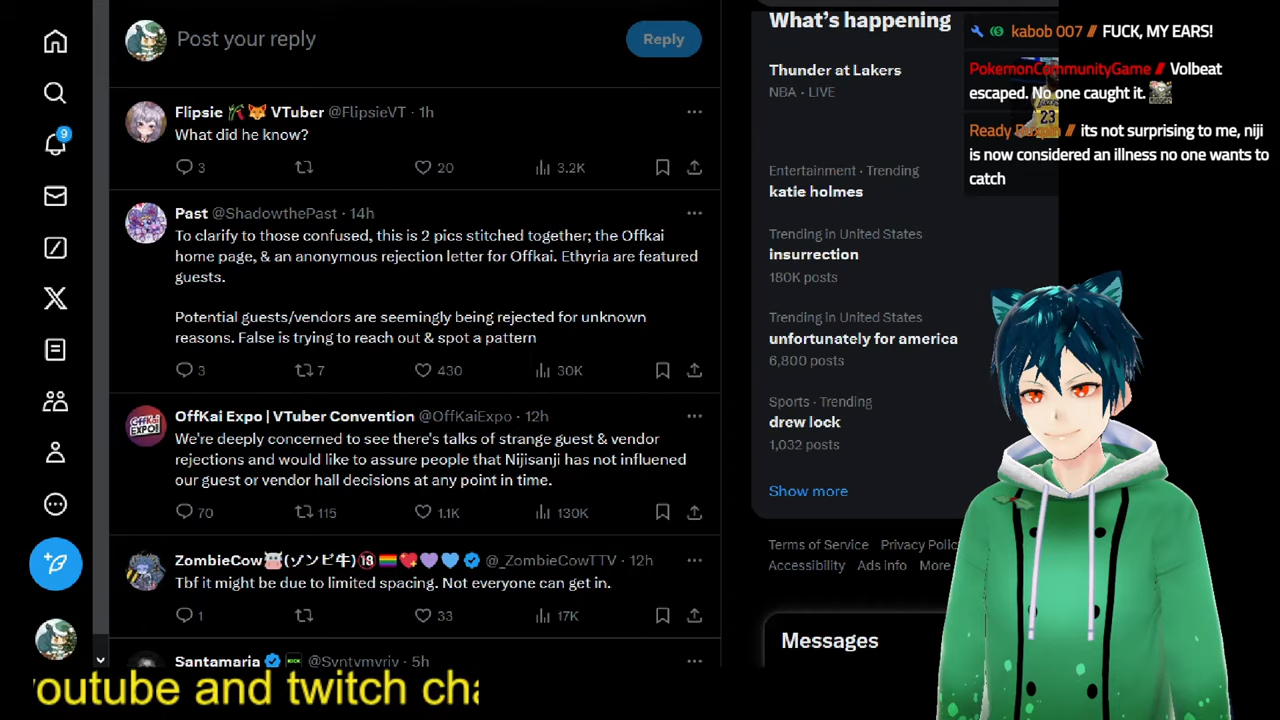 Post your reply
Reply
Flipsie 🎋🦊 VTuber @FlipsieVT · 1h
What did he know?
3 20 3.2K
Past @ShadowthePast · 14h
To clarify to those confused, this is 2 pics stitched together; the Offkai
home page, & an anonymous rejection letter for Offkai. Ethyria are featured
guests.
Potential guests/vendors are seemingly being rejected for unknown
reasons. False is trying to reach out & spot a pattern
3 7 430 30K
OffKai Expo | VTuber Convention @OffKaiExpo · 12h
We're deeply concerned to see there's talks of strange guest & vendor
rejections and would like to assure people that Nijisanji has not influened
our guest or vendor hall decisions at any point in time.
70 115 1.1K 130K
ZombieCow🐮(ゾンビ牛)🔞🏳️‍🌈💖💜💙 @_ZombieCowTTV · 12h
Tbf it might be due to limited spacing. Not everyone can get in.
1 33 17K
Santamaria KICK @Syntymyriy · 5h
9
outube and twitch cha
What's happening
Thunder at Lakers
NBA · LIVE
23
Entertainment · Trending
katie holmes
Trending in United States
insurrection
180K posts
Trending in United States
unfortunately for america
6,800 posts
Sports · Trending
drew lock
1,032 posts
Show more
Terms of Service Privacy Polic
Accessibility Ads info More
Messages
kabob 007 // FUCK, MY EARS!
PokemonCommunityGame // Volbeat
escaped. No one caught it.
Ready // its not surprising to me, niji
is now considered an illness no one wants to
catch